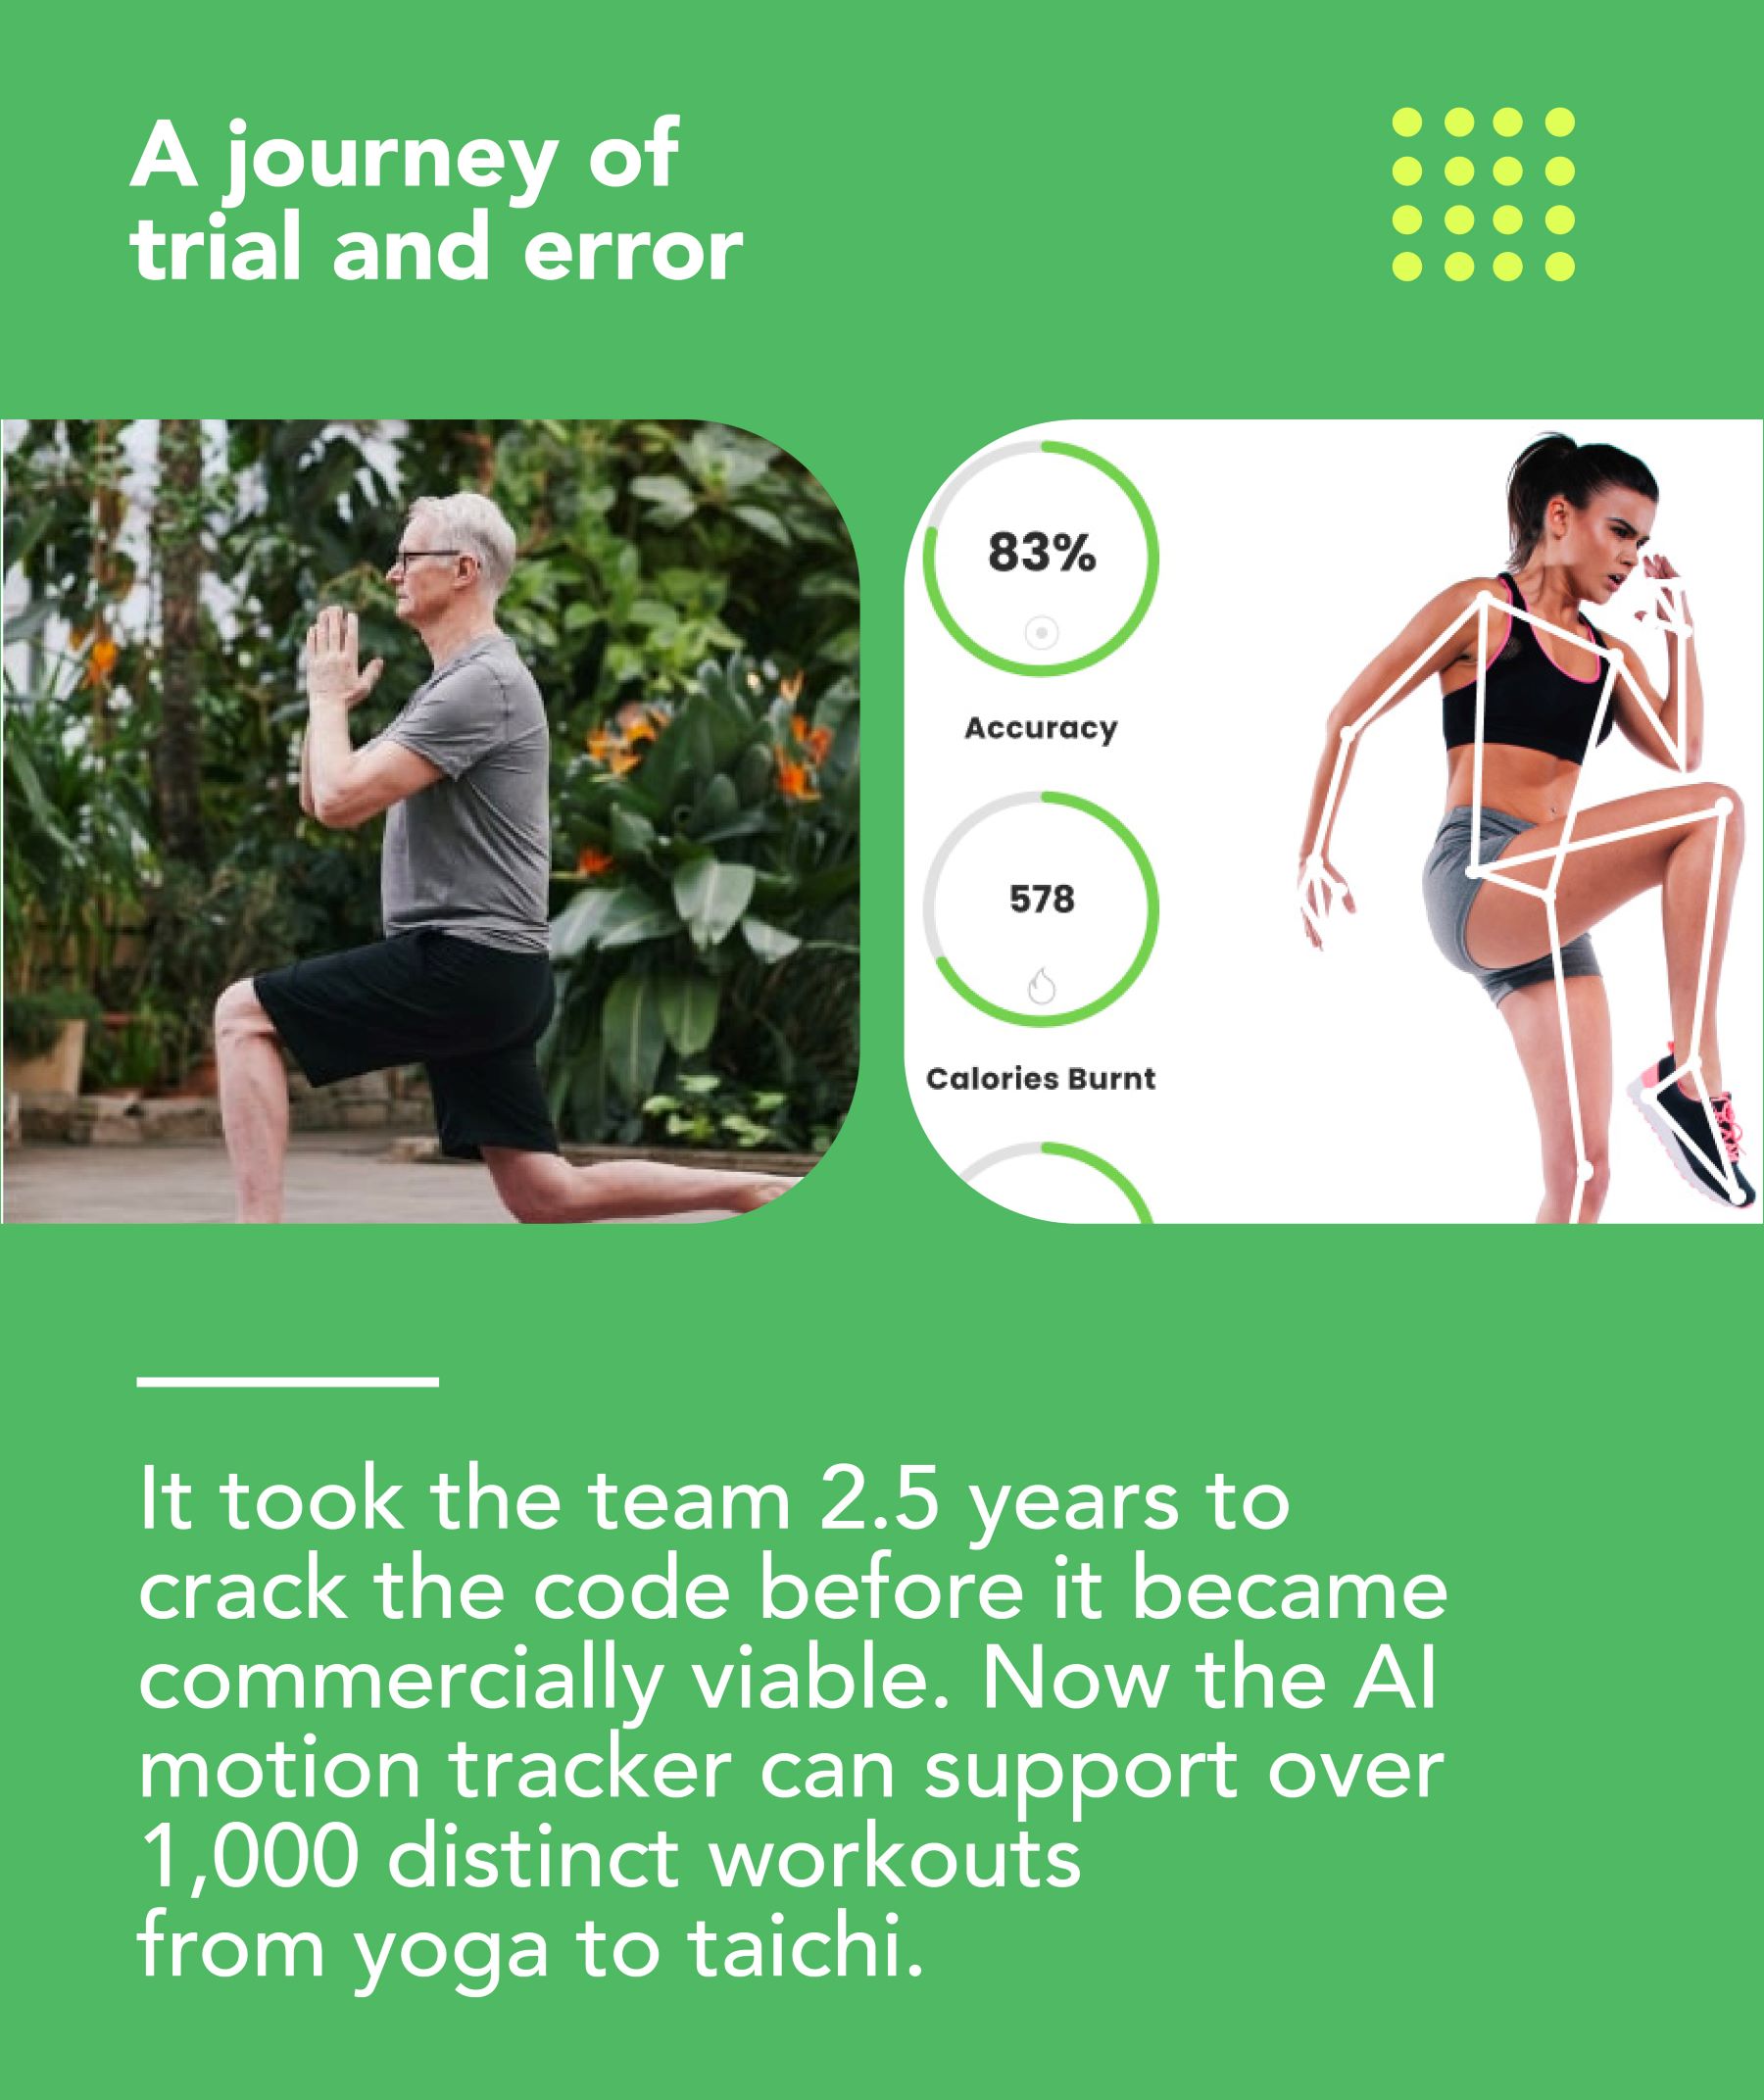 A journey of
trial and error
83%
Accuracy
578
Calories Burnt
It took the team 2.5 years to
crack the code before it became
commercially viable. Now the AI
motion tracker can support over
1,000 distinct workouts
from yoga to taichi.